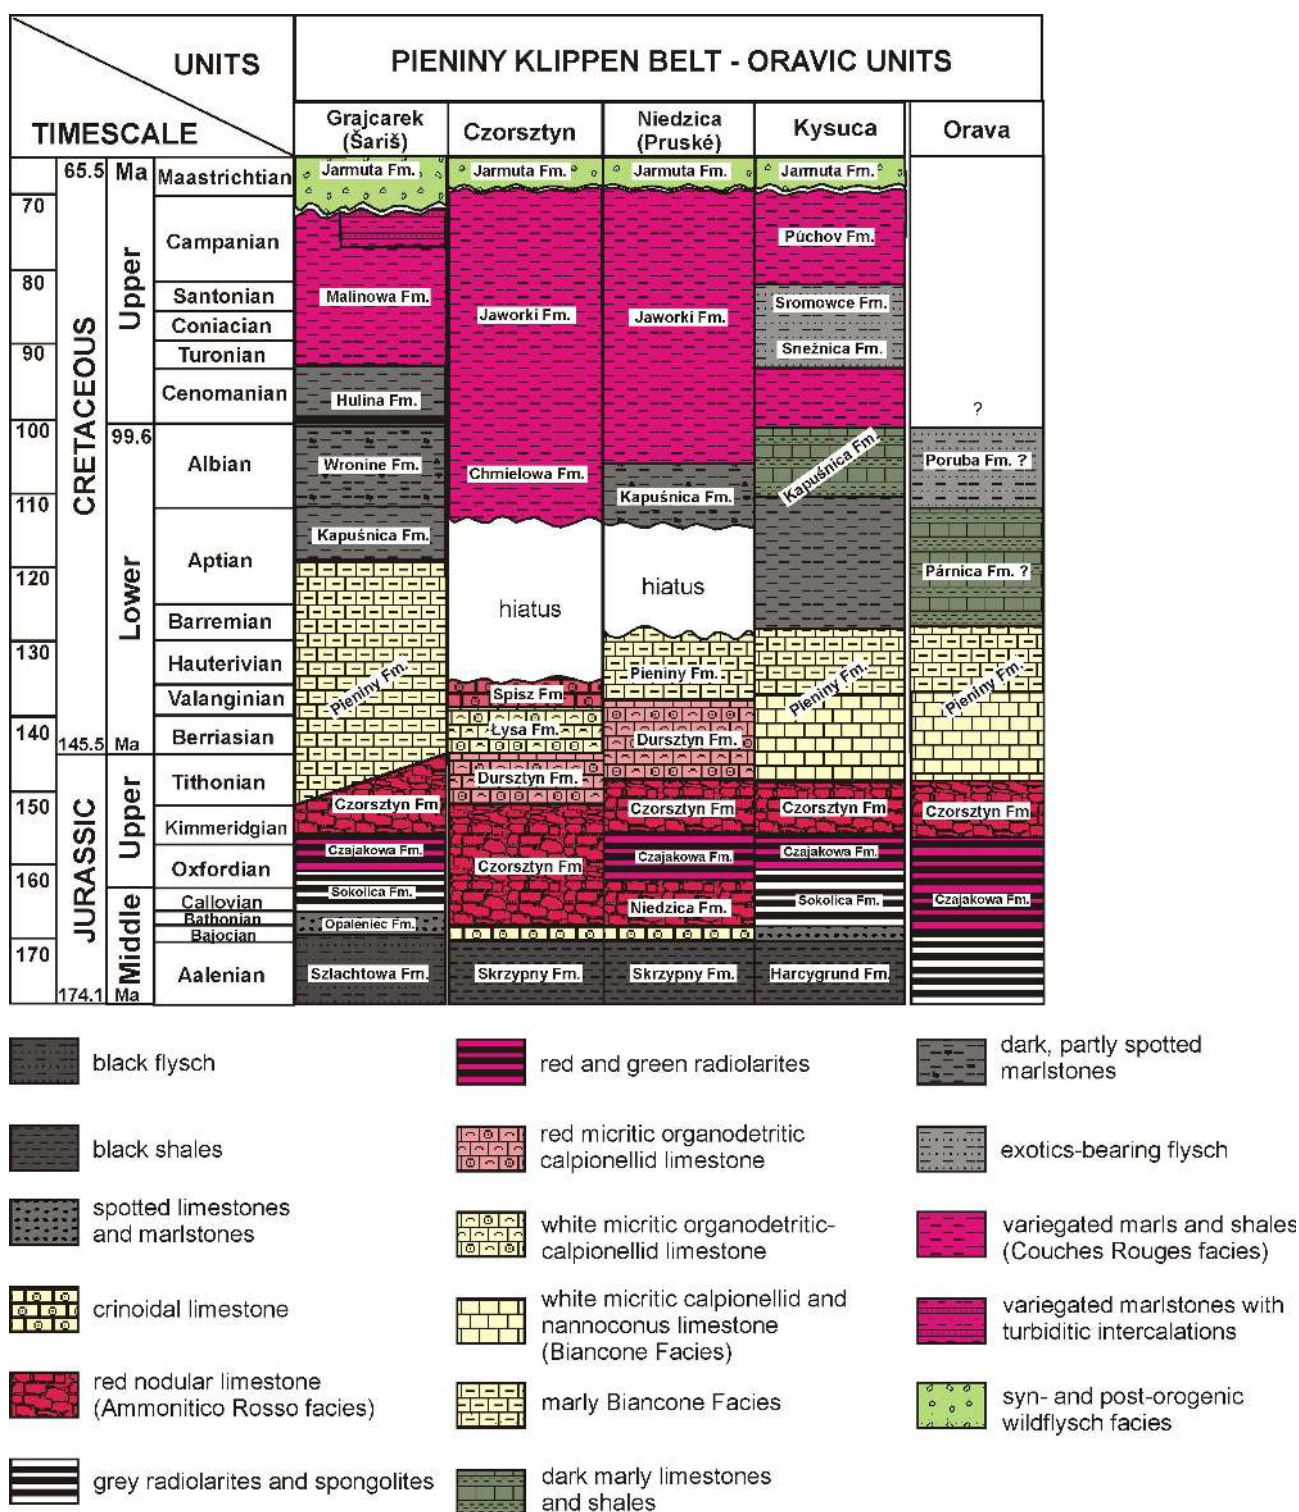 UNITS
PIENINY KLIPPEN BELT - ORAVIC UNITS
TIMESCALE
Grajcarek
(Šariš)
Czorsztyn
Niedzica
(Pruské)
Kysuca
Orava
65.5 Ma
70
80
90
100
110
120
130
140
150
160
170
CRETACEOUS
JURASSIC
Upper
99.6
Lower
145.5 Ma
Upper
Middle
174.1 Ma
Maastrichtian
Campanian
Santonian
Coniacian
Turonian
Cenomanian
Albian
Aptian
Barremian
Hauterivian
Valanginian
Berriasian
Tithonian
Kimmeridgian
Oxfordian
Callovian
Bathonian
Bajocian
Aalenian
Jarmuta Fm.
Malinowa Fm.
Hulina Fm.
Wronine Fm.
Kapuśnica Fm.
Pieniny Fm.
Czorsztyn Fm
Czajakowa Fm.
Sokolica Fm.
Opaleniec Fm.
Szlachtowa Fm.
Jarmuta Fm.
Jaworki Fm.
Chmielowa Fm.
hiatus
Spisz Fm
Łysa Fm.
Dursztyn Fm.
Czorsztyn Fm
Skrzypny Fm.
Jarmuta Fm.
Jaworki Fm.
Kapuśnica Fm.
hiatus
Pieniny Fm.
Dursztyn Fm.
Czorsztyn Fm
Czajakowa Fm.
Niedzica Fm.
Skrzypny Fm.
Jarmuta Fm.
Púchov Fm.
Sromowce Fm.
Snežnica Fm.
Kapuśnica Fm.
Pieniny Fm.
Czorsztyn Fm
Czajakowa Fm.
Sokolica Fm.
Harcygrund Fm.
?
Poruba Fm. ?
Párnica Fm. ?
Pieniny Fm.
Czorsztyn Fm
Czajakowa Fm.
black flysch
black shales
spotted limestones
and marlstones
crinoidal limestone
red nodular limestone
(Ammonitico Rosso facies)
grey radiolarites and spongolites
red and green radiolarites
red micritic organodetritic
calpionellid limestone
white micritic organodetritic-
calpionellid limestone
white micritic calpionellid and
nannoconus limestone
(Biancone Facies)
marly Biancone Facies
dark marly limestones
and shales
dark, partly spotted
marlstones
exotics-bearing flysch
variegated marls and shales
(Couches Rouges facies)
variegated marlstones with
turbiditic intercalations
syn- and post-orogenic
wildflysch facies